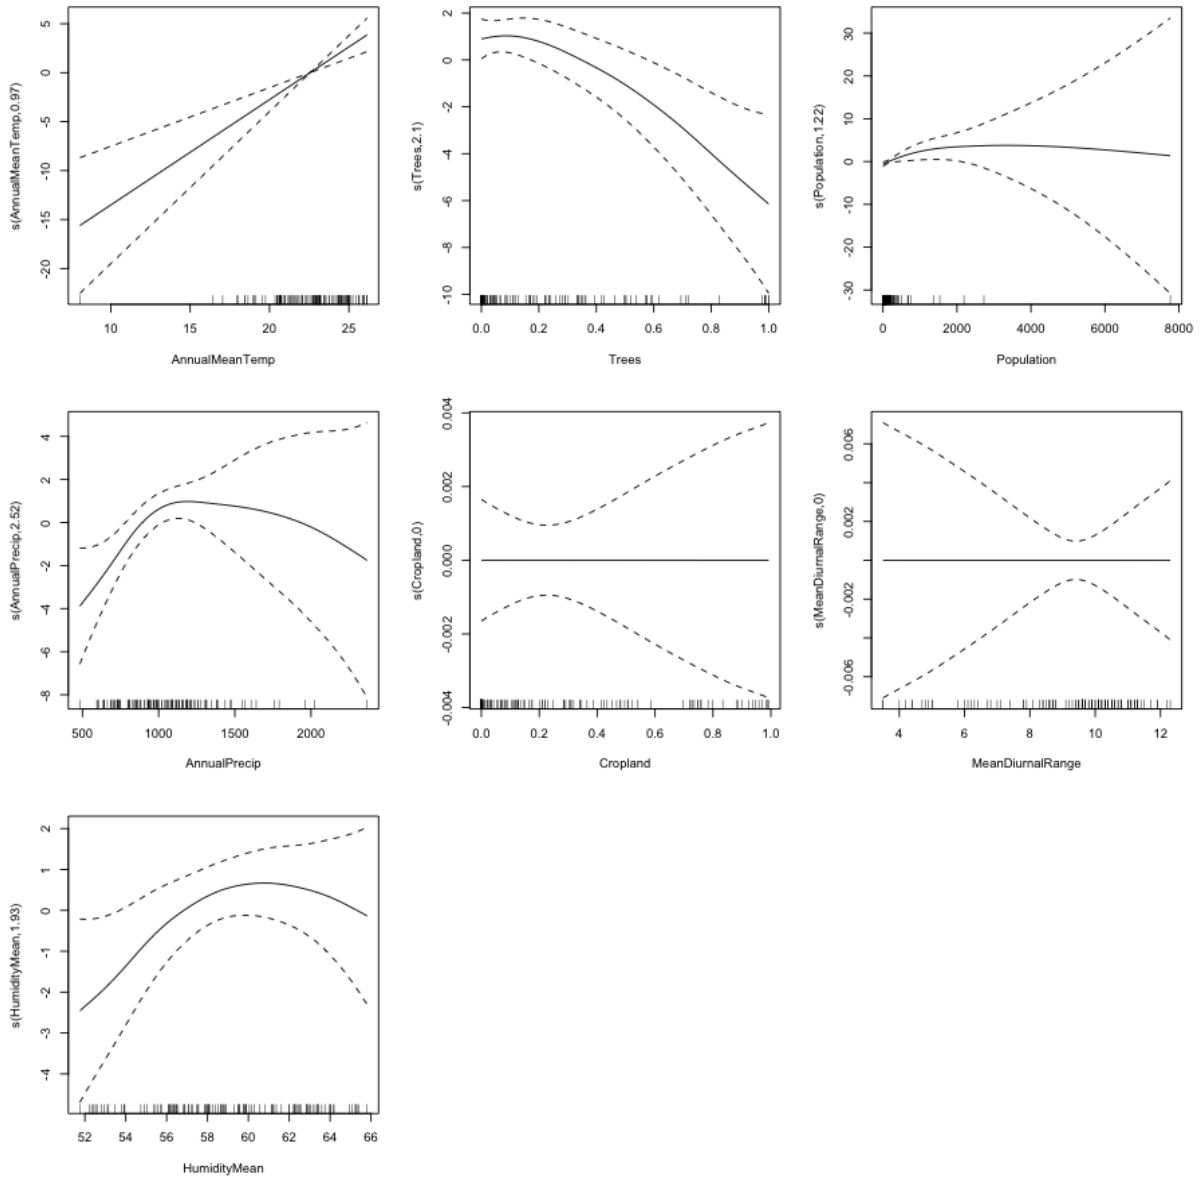 s(AnnualMeanTemp,0.97)
5
0
-5
-10
-15
-20
10 15 20 25
AnnualMeanTemp
s(Trees,2.1)
2
0
-2
-4
-6
-8
-10
0.0 0.2 0.4 0.6 0.8 1.0
Trees
s(Population,1.22)
30
20
10
0
-10
-20
-30
0 2000 4000 6000 8000
Population
s(AnnualPrecip,2.52)
4
2
0
-2
-4
-6
-8
500 1000 1500 2000
AnnualPrecip
s(Cropland,0)
0.004
0.002
0.000
-0.002
-0.004
0.0 0.2 0.4 0.6 0.8 1.0
Cropland
s(MeanDiurnalRange,0)
0.006
0.002
-0.002
-0.006
4 6 8 10 12
MeanDiurnalRange
s(HumidityMean,1.93)
2
1
0
-1
-2
-3
-4
52 54 56 58 60 62 64 66
HumidityMean